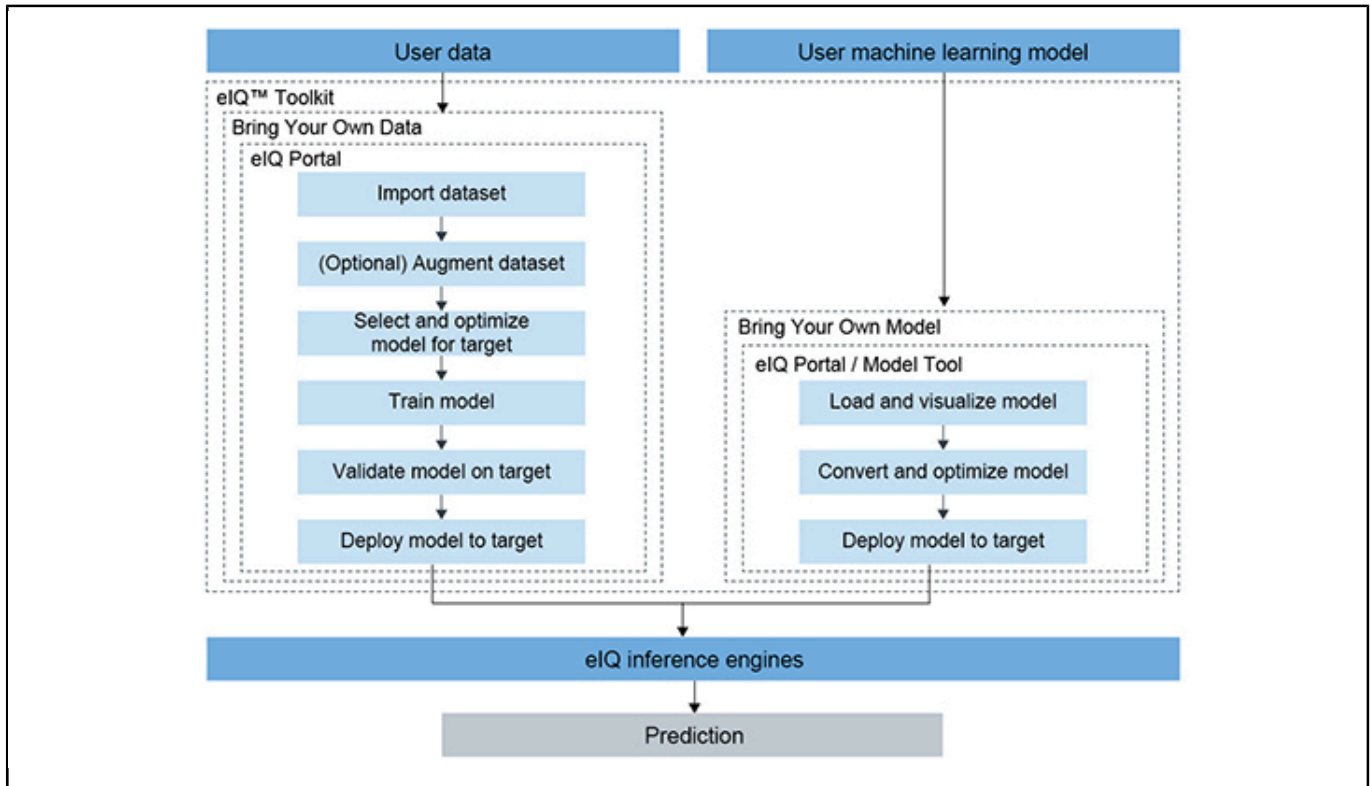 User data
User machine learning model
eIQ™ Toolkit
Bring Your Own Data
eIQ Portal
Import dataset
(Optional) Augment dataset
Select and optimize
model for target
Train model
Validate model on target
Deploy model to target
Bring Your Own Model
eIQ Portal / Model Tool
Load and visualize model
Convert and optimize model
Deploy model to target
eIQ inference engines
Prediction